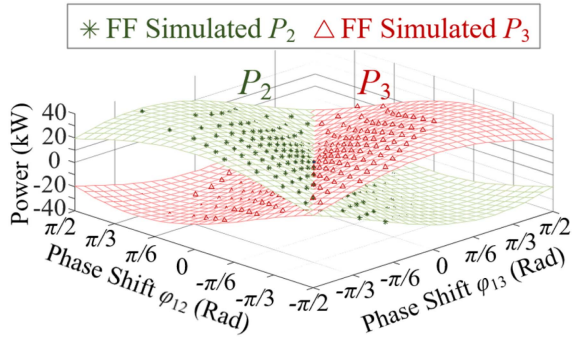 ✳ FF Simulated P₂ △ FF Simulated P₃
P₂ P₃
Power (kW)
40
20
0
-20
-40
π/2
π/3
π/6
0
-π/6
-π/3
-π/2
Phase Shift φ₁₂ (Rad)
-π/3
-π/6
0
π/6
π/3
π/2
Phase Shift φ₁₃ (Rad)